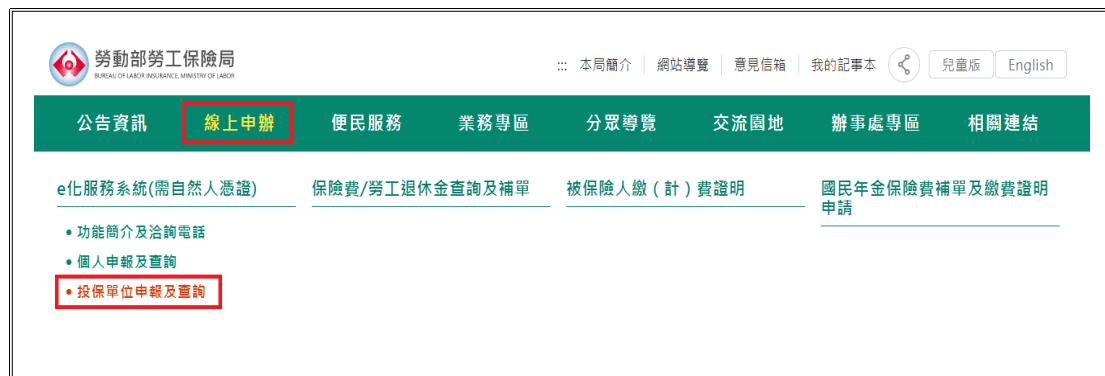 勞動部勞工保險局
BUREAU OF LABOR INSURANCE, MINISTRY OF LABOR
::: 本局簡介 網站導覽 意見信箱 我的記事本 兒童版 English
公告資訊 線上申辦 便民服務 業務專區 分眾導覽 交流園地 辦事處專區 相關連結
e化服務系統(需自然人憑證) 保險費/勞工退休金查詢及補單 被保險人繳（計）費證明 國民年金保險費補單及繳費證明
申請
• 功能簡介及洽詢電話
• 個人申報及查詢
• 投保單位申報及查詢